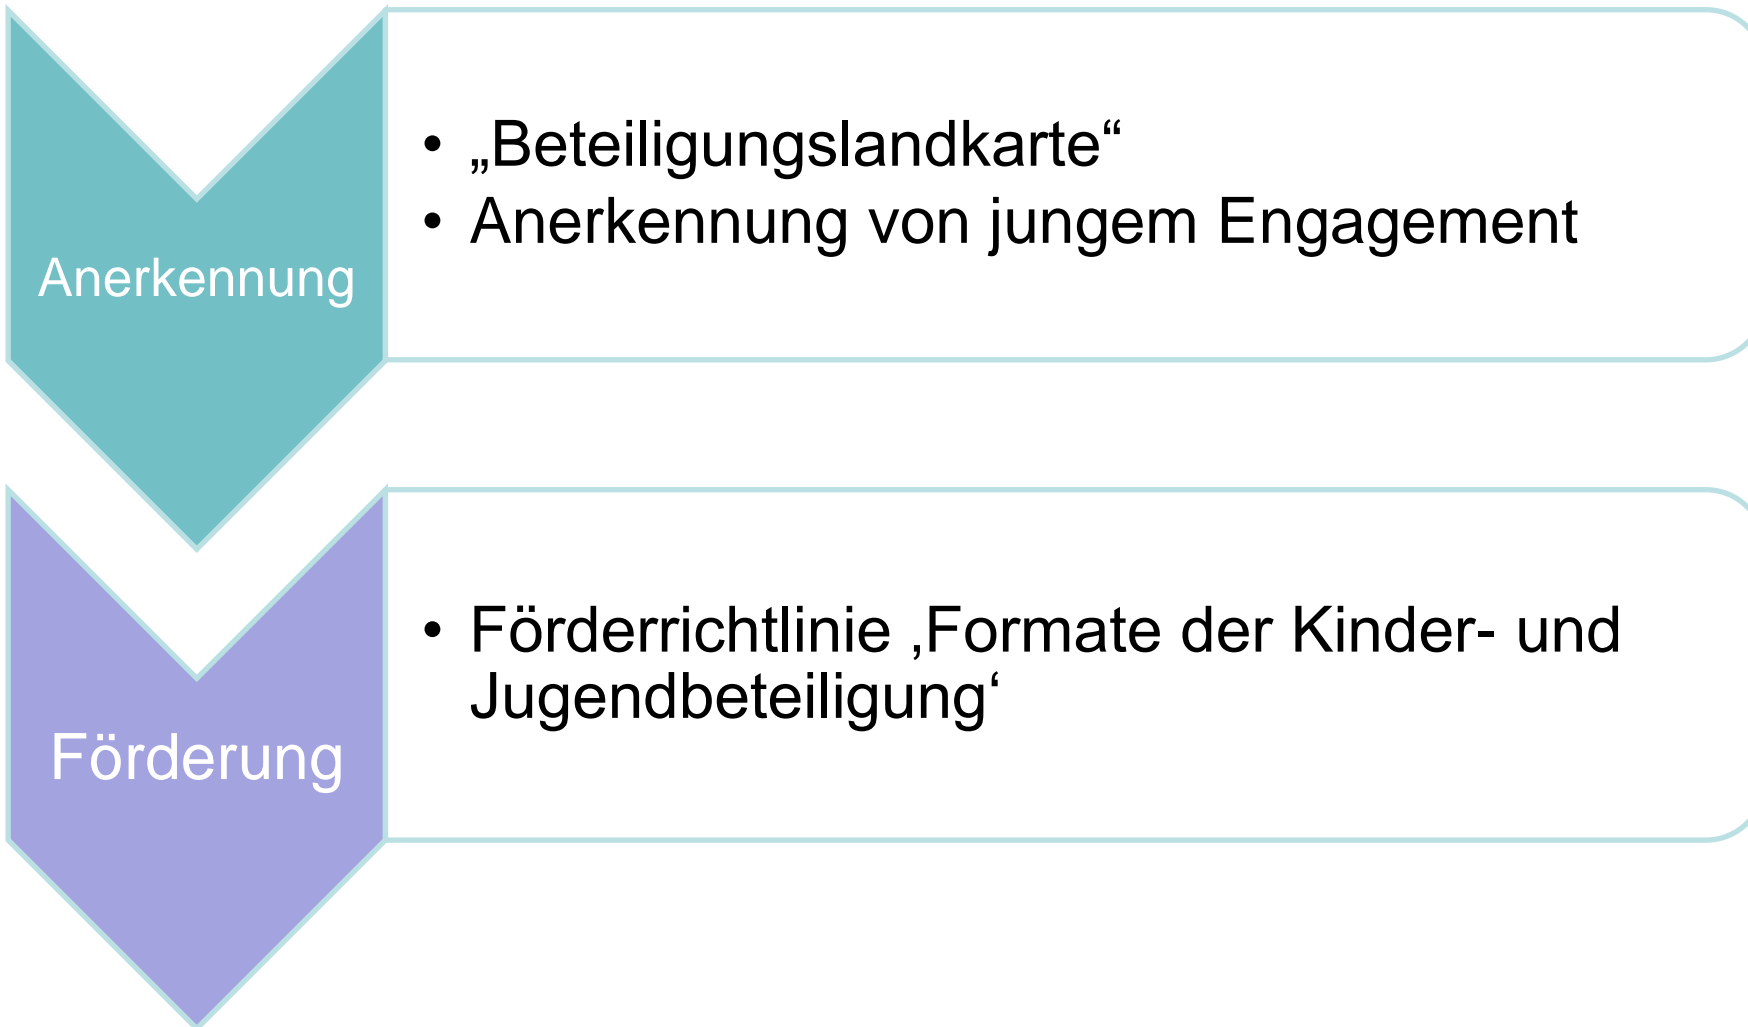 Anerkennung
• „Beteiligungslandkarte“
• Anerkennung von jungem Engagement
Förderung
• Förderrichtlinie ‚Formate der Kinder- und
Jugendbeteiligung‘